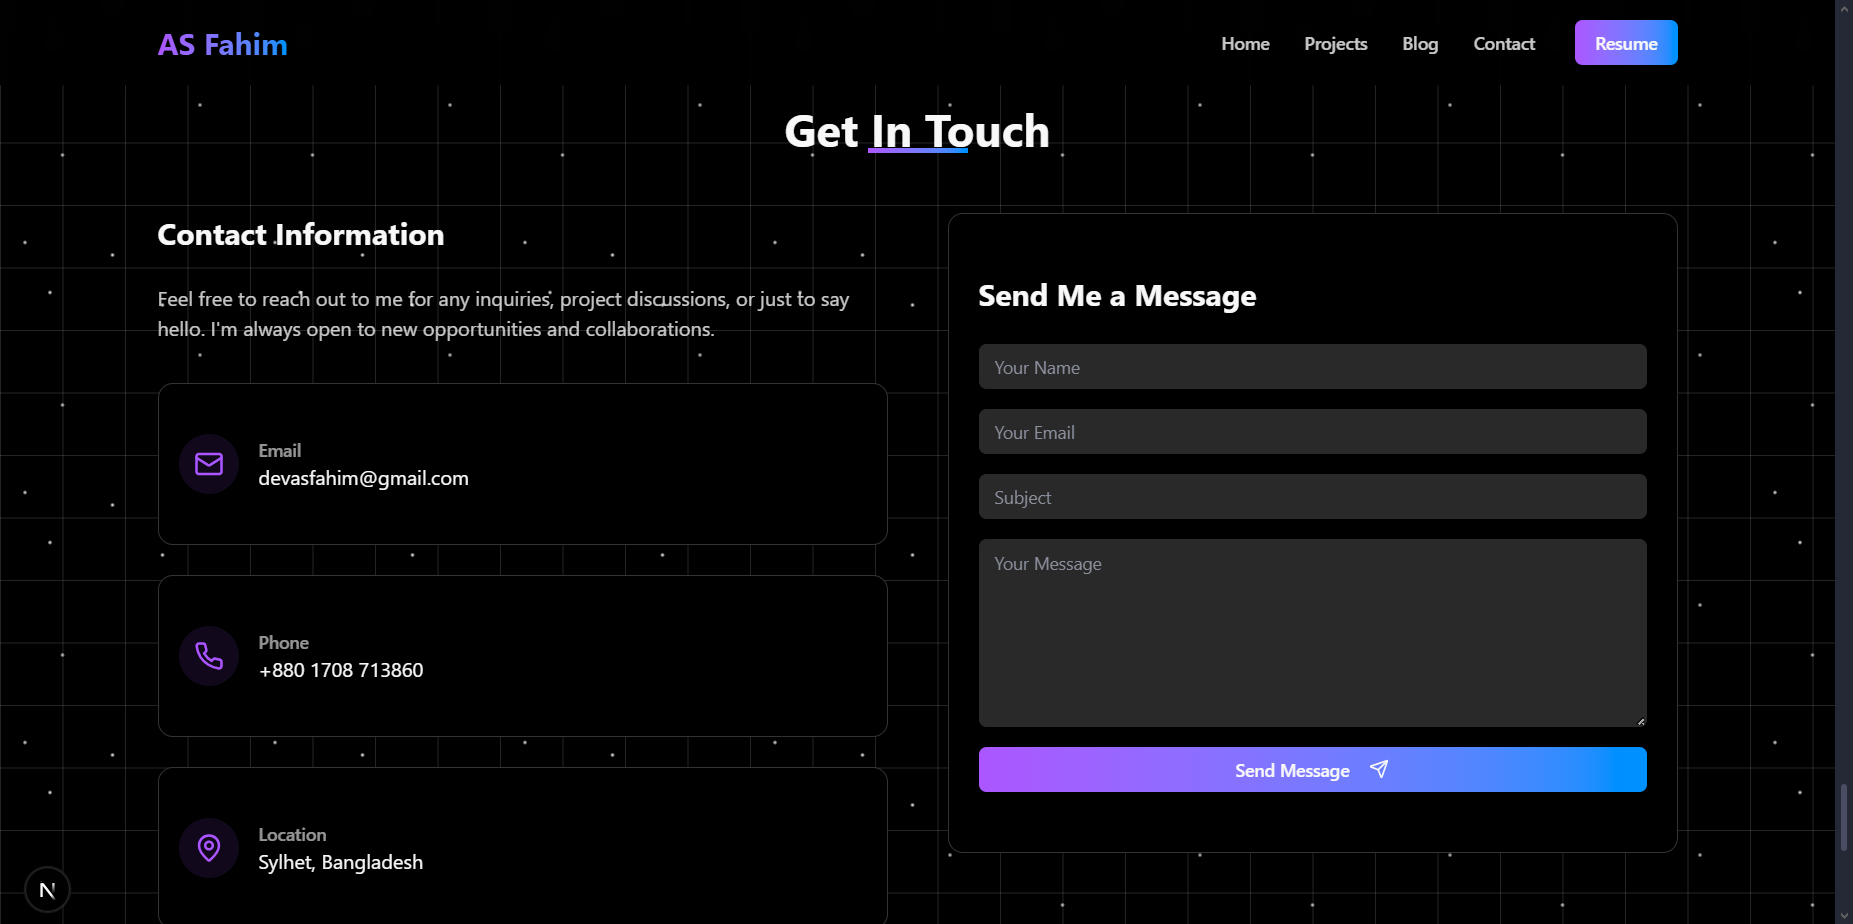 AS Fahim
Home
Projects
Blog
Contact
Resume
Get In Touch
Contact Information
Feel free to reach out to me for any inquiries, project discussions, or just to say
hello. I'm always open to new opportunities and collaborations.
Email
devasfahim@gmail.com
Phone
+880 1708 713860
Location
Sylhet, Bangladesh
Send Me a Message
Your Name
Your Email
Subject
Your Message
Send Message
N